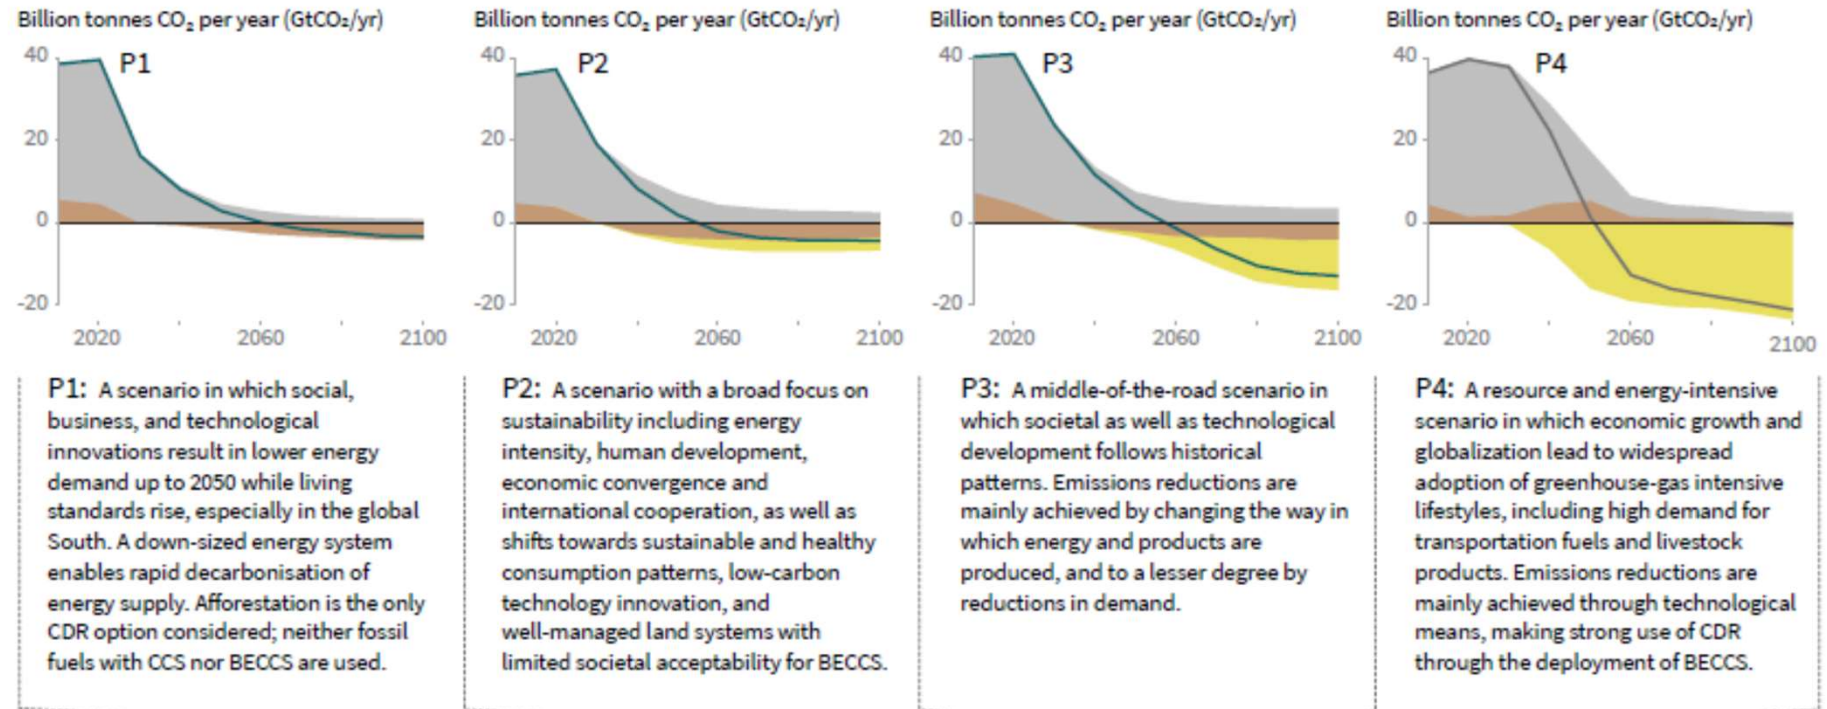 Billion tonnes CO₂ per year (GtCO₂/yr)
40
P1
20
0
-20
2020
2060
2100
Billion tonnes CO₂ per year (GtCO₂/yr)
40
P2
20
0
-20
2020
2060
2100
Billion tonnes CO₂ per year (GtCO₂/yr)
40
P3
20
0
-20
2020
2060
2100
Billion tonnes CO₂ per year (GtCO₂/yr)
40
P4
20
0
-20
2020
2060
2100
P1: A scenario in which social,
business, and technological
innovations result in lower energy
demand up to 2050 while living
standards rise, especially in the global
South. A down-sized energy system
enables rapid decarbonisation of
energy supply. Afforestation is the only
CDR option considered; neither fossil
fuels with CCS nor BECCS are used.
P2: A scenario with a broad focus on
sustainability including energy
intensity, human development,
economic convergence and
international cooperation, as well as
shifts towards sustainable and healthy
consumption patterns, low-carbon
technology innovation, and
well-managed land systems with
limited societal acceptability for BECCS.
P3: A middle-of-the-road scenario in
which societal as well as technological
development follows historical
patterns. Emissions reductions are
mainly achieved by changing the way in
which energy and products are
produced, and to a lesser degree by
reductions in demand.
P4: A resource and energy-intensive
scenario in which economic growth and
globalization lead to widespread
adoption of greenhouse-gas intensive
lifestyles, including high demand for
transportation fuels and livestock
products. Emissions reductions are
mainly achieved through technological
means, making strong use of CDR
through the deployment of BECCS.